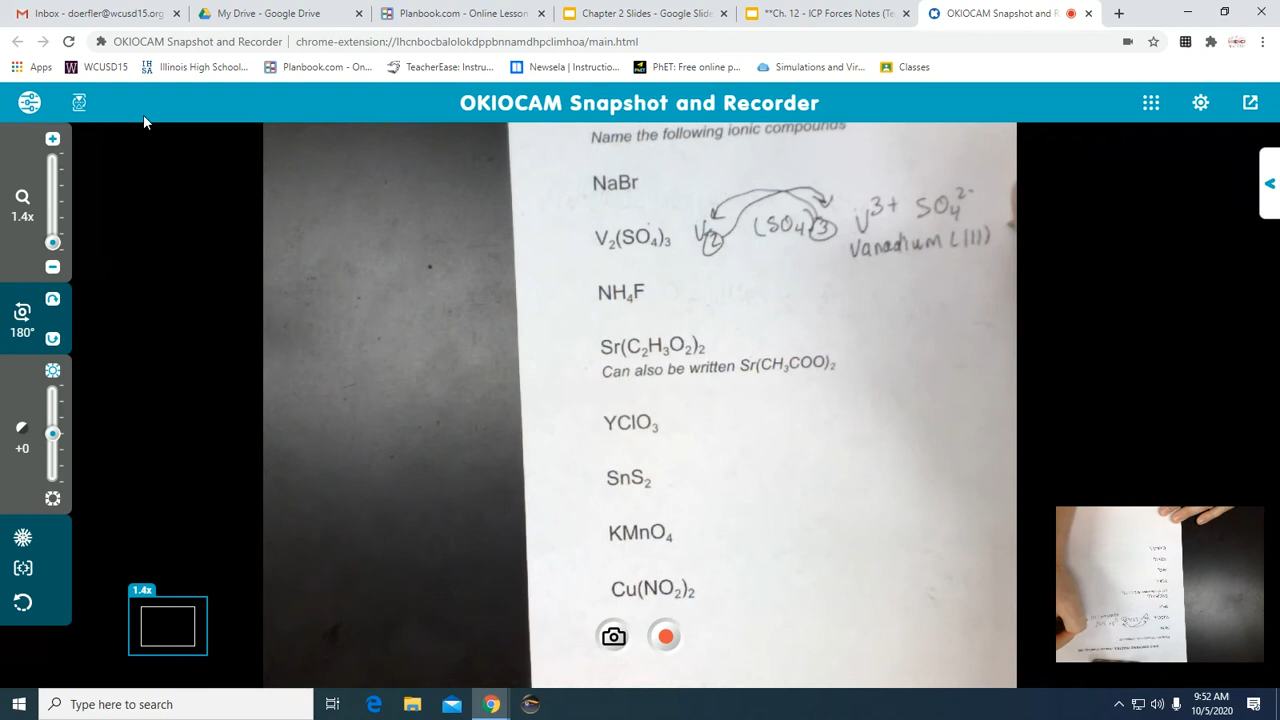 Inbox - doerfler@wcusd15.org
My Drive - Google Drive
Planbook.com - Online Lesson
Chapter 2 Slides - Google Slide
**Ch. 12 - ICP Forces Notes (Te
OKIOCAM Snapshot and R
OKIOCAM Snapshot and Recorder
chrome-extension://lhcnbocbalolokdppbnnamdhpclimhoa/main.html
Apps
WCUSD15
Illinois High School...
Planbook.com - On...
TeacherEase: Instru...
Newsela | Instructio...
PhET: Free online p...
Simulations and Vir...
Classes
OKIOCAM Snapshot and Recorder
1.4x
180°
+0
1.4x
Name the following ionic compounds
NaBr
V₂(SO₄)₃ V₂ (SO₄)₃ V³⁺ SO₄²⁻
Vanadium (III)
NH₄F
Sr(C₂H₃O₂)₂
Can also be written Sr(CH₃COO)₂
YClO₃
SnS₂
KMnO₄
Cu(NO₂)₂
Type here to search
9:52 AM
10/5/2020